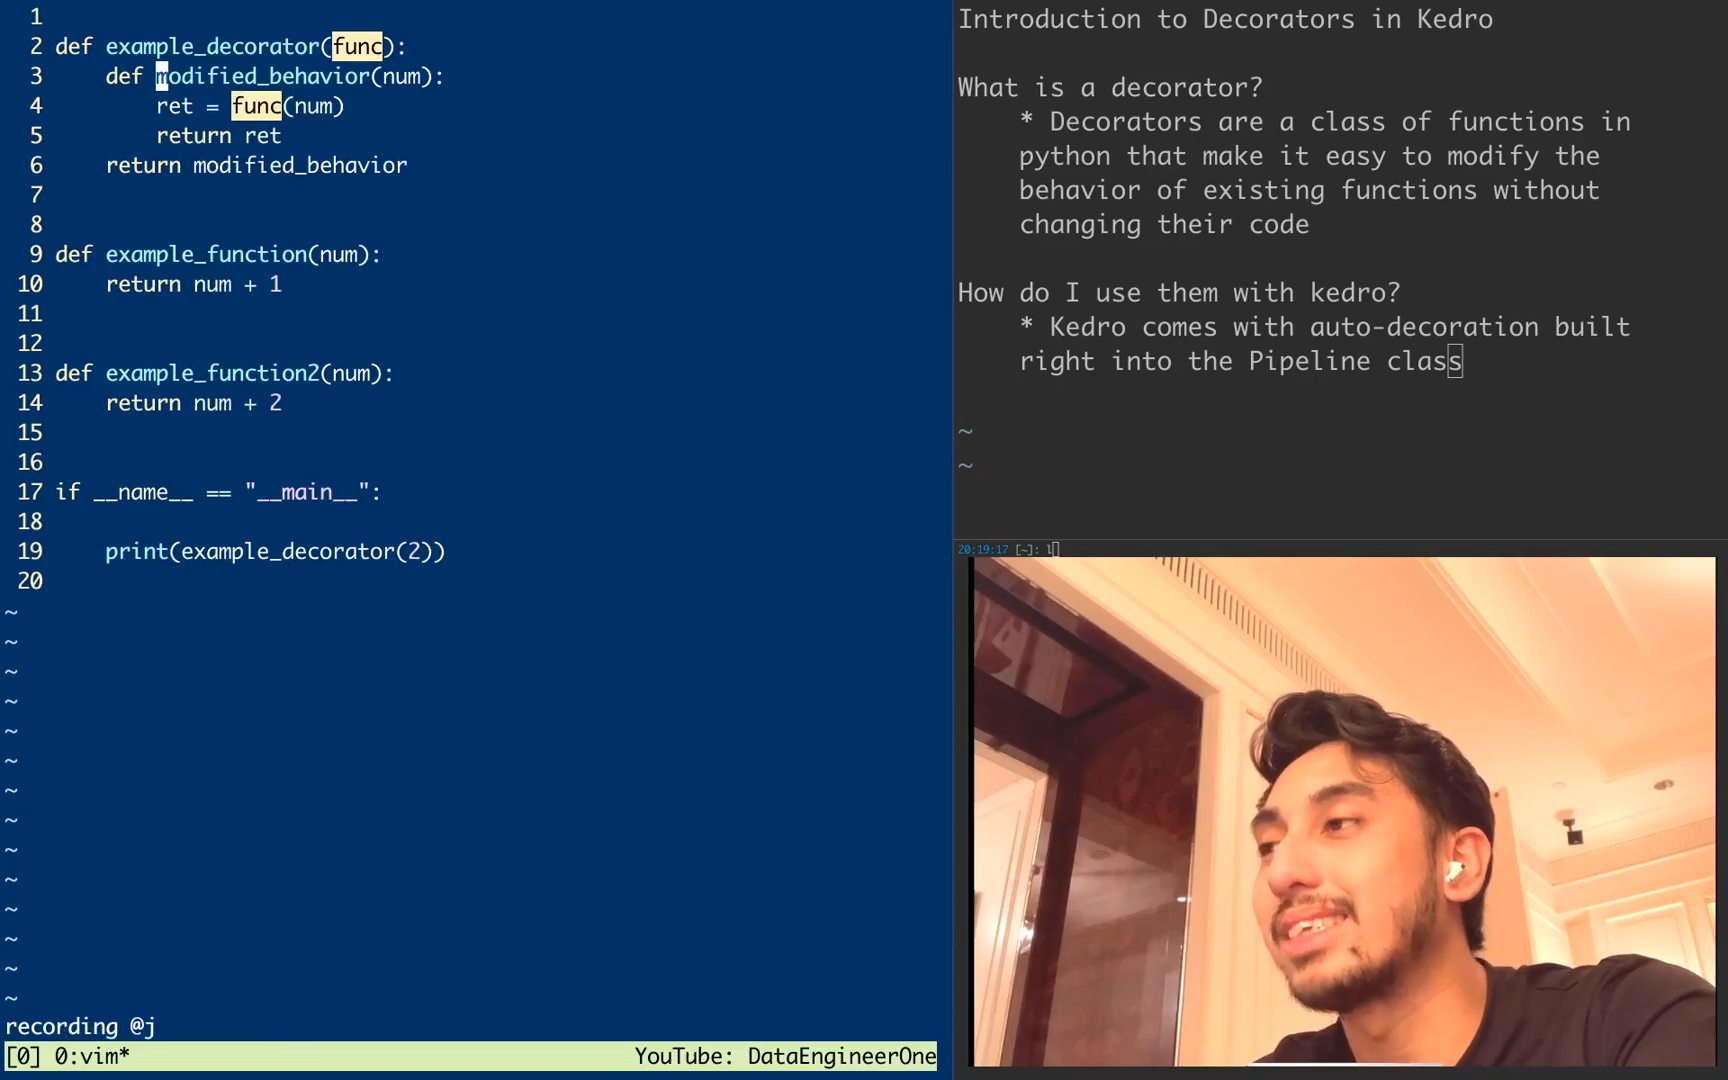 1
2 def example_decorator(func):
3     def modified_behavior(num):
4         ret = func(num)
5         return ret
6     return modified_behavior
7
8
9 def example_function(num):
10     return num + 1
11
12
13 def example_function2(num):
14     return num + 2
15
16
17 if __name__ == "__main__":
18
19     print(example_decorator(2))
20
~
~
~
~
~
~
~
~
~
~
~
~
~
~
recording @j
[0] 0:vim* YouTube: DataEngineerOne
Introduction to Decorators in Kedro
What is a decorator?
* Decorators are a class of functions in
python that make it easy to modify the
behavior of existing functions without
changing their code
How do I use them with kedro?
* Kedro comes with auto-decoration built
right into the Pipeline class
~
~
20:19:17 [~]: l